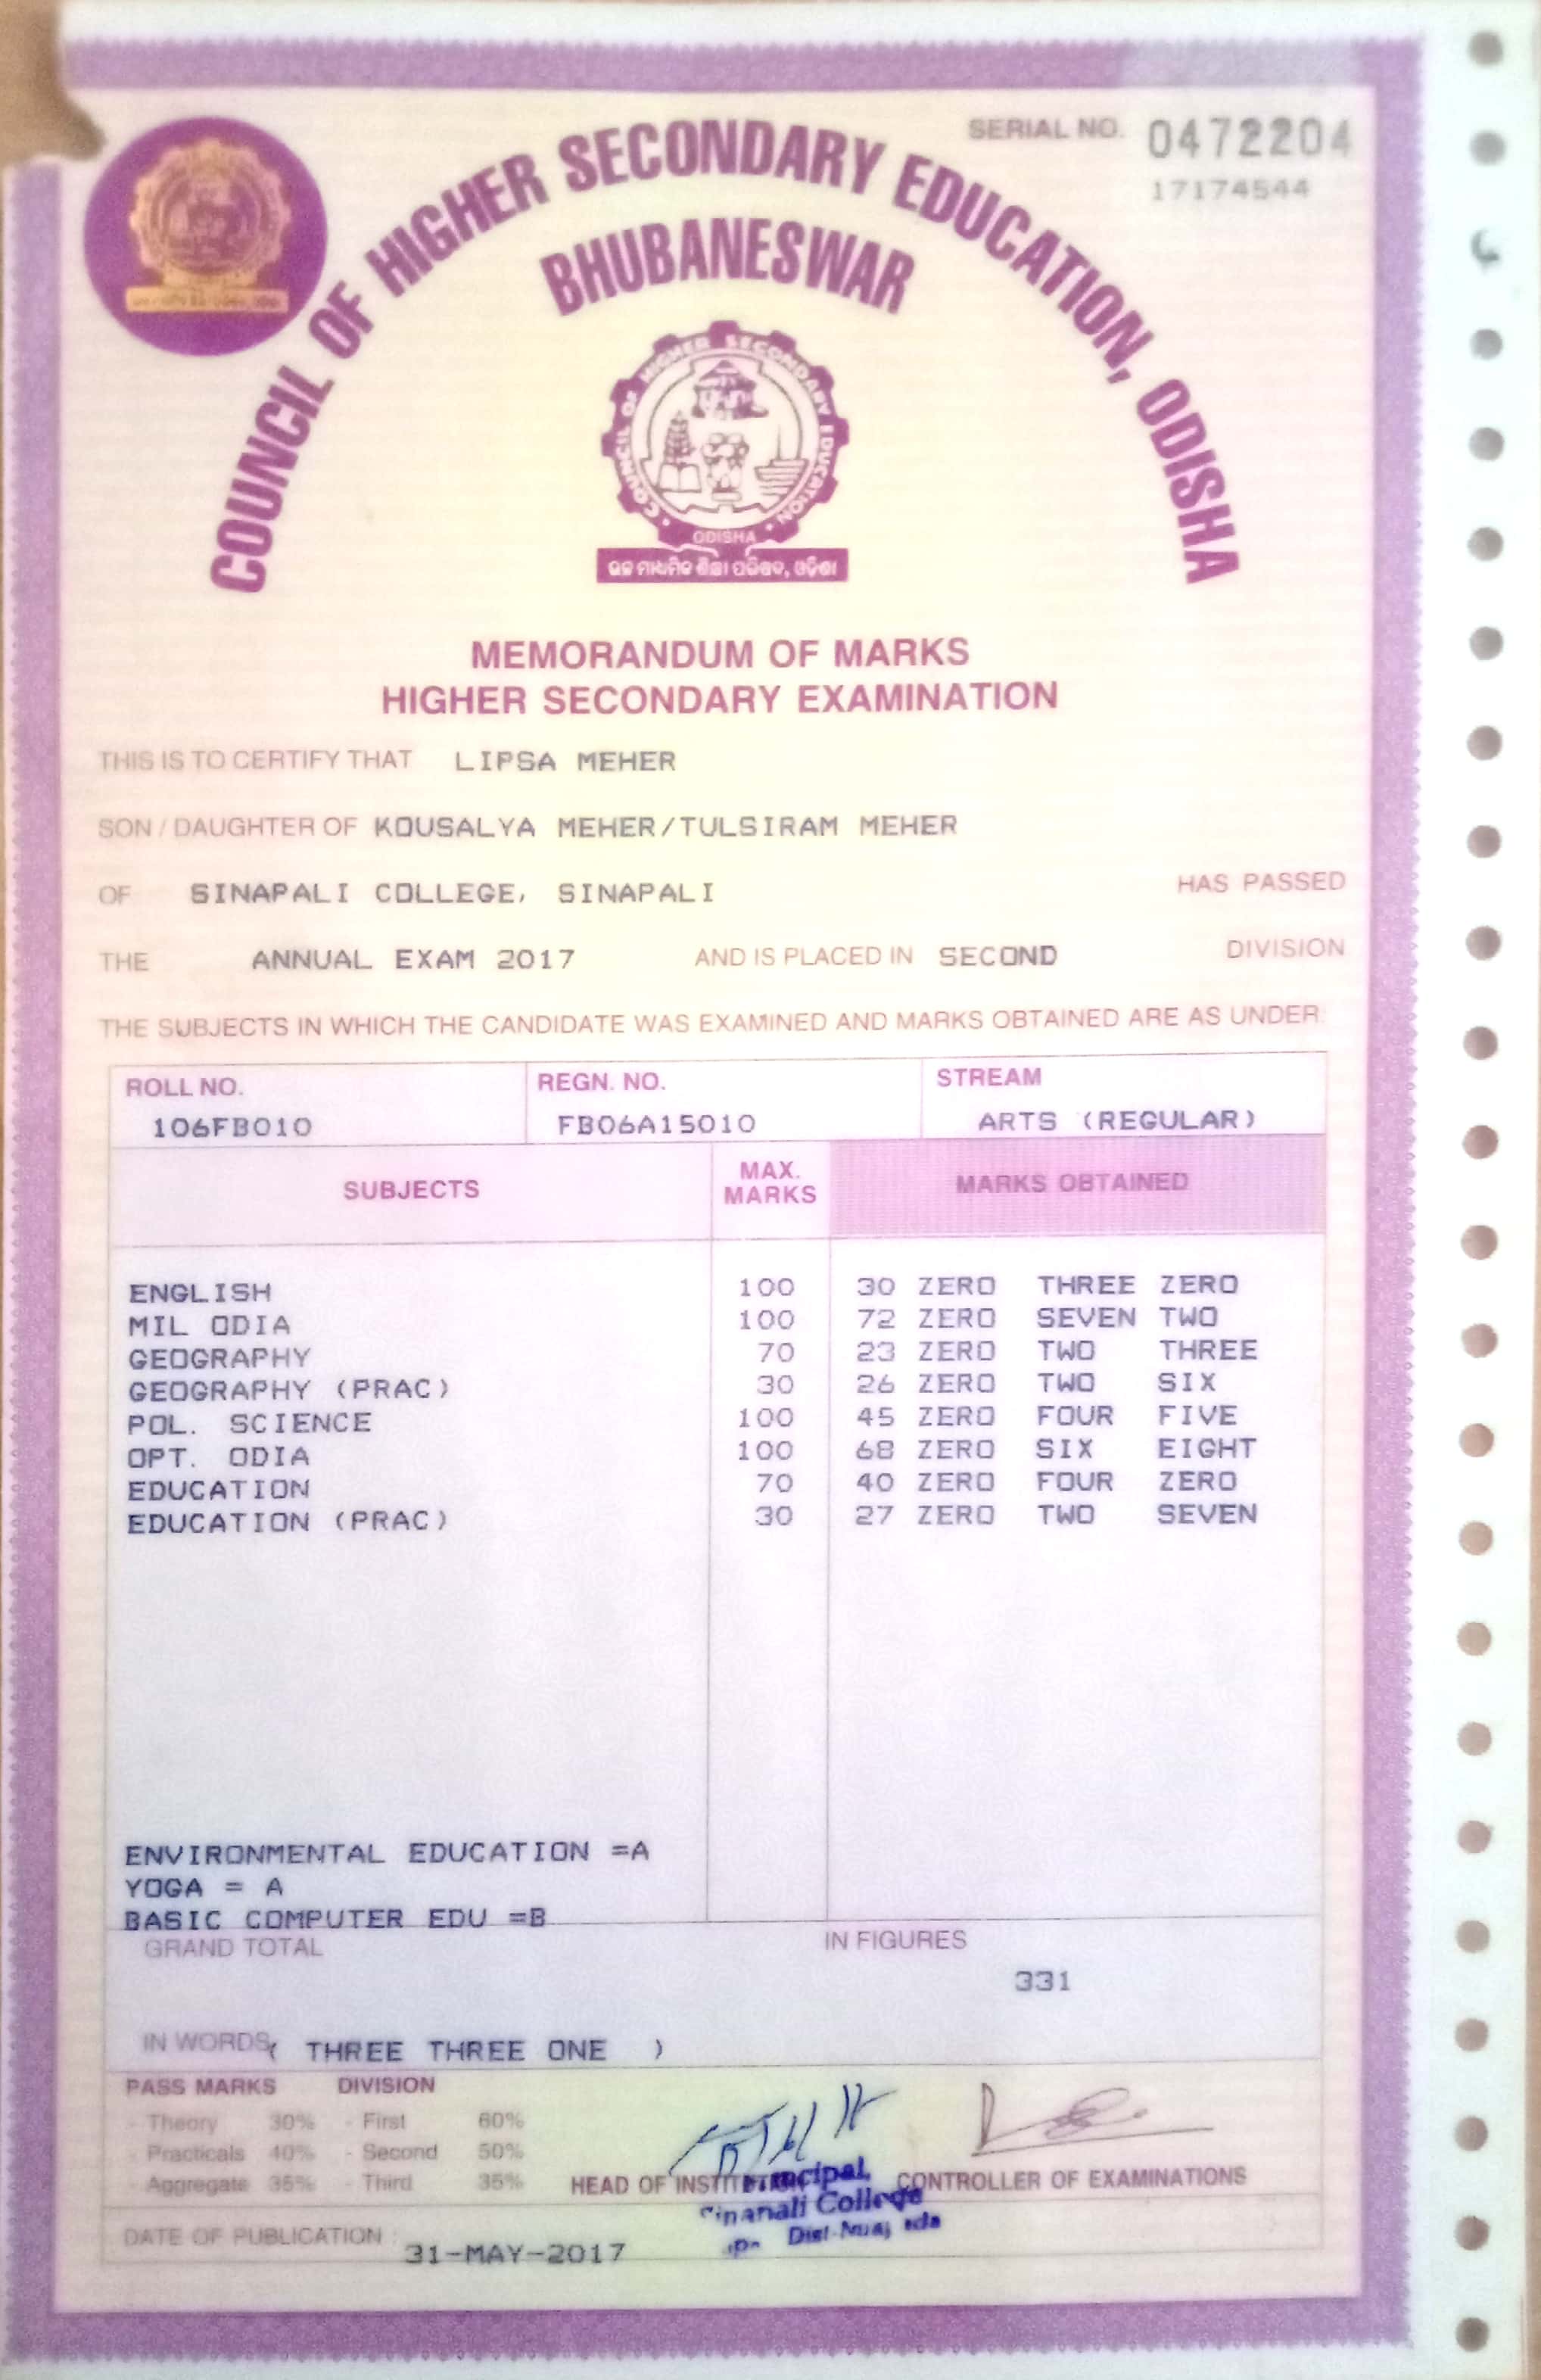 SERIAL NO. 0472204
17174544
COUNCIL OF HIGHER SECONDARY EDUCATION, ODISHA
BHUBANESWAR
COUNCIL OF HIGHER SECONDARY EDUCATION
ODISHA
MEMORANDUM OF MARKS
HIGHER SECONDARY EXAMINATION
THIS IS TO CERTIFY THAT LIPSA MEHER
SON / DAUGHTER OF KOUSALYA MEHER/TULSIRAM MEHER
OF SINAPALI COLLEGE, SINAPALI HAS PASSED
THE ANNUAL EXAM 2017 AND IS PLACED IN SECOND DIVISION
THE SUBJECTS IN WHICH THE CANDIDATE WAS EXAMINED AND MARKS OBTAINED ARE AS UNDER:
ROLL NO. REGN. NO. STREAM
106FB010 FB06A15010 ARTS (REGULAR)
SUBJECTS MAX. MARKS MARKS OBTAINED
ENGLISH 100 30 ZERO THREE ZERO
MIL ODIA 100 72 ZERO SEVEN TWO
GEOGRAPHY 70 23 ZERO TWO THREE
GEOGRAPHY (PRAC) 30 26 ZERO TWO SIX
POL. SCIENCE 100 45 ZERO FOUR FIVE
OPT. ODIA 100 68 ZERO SIX EIGHT
EDUCATION 70 40 ZERO FOUR ZERO
EDUCATION (PRAC) 30 27 ZERO TWO SEVEN
ENVIRONMENTAL EDUCATION =A
YOGA = A
BASIC COMPUTER EDU =B
GRAND TOTAL IN FIGURES
331
IN WORDS ( THREE THREE ONE )
PASS MARKS DIVISION
- Theory 30% - First 60%
- Practicals 40% - Second 50%
- Aggregate 35% - Third 35%
HEAD OF INSTITUTION CONTROLLER OF EXAMINATIONS
Principal,
Sinapali College
Dist-Nuapada
DATE OF PUBLICATION : 31-MAY-2017